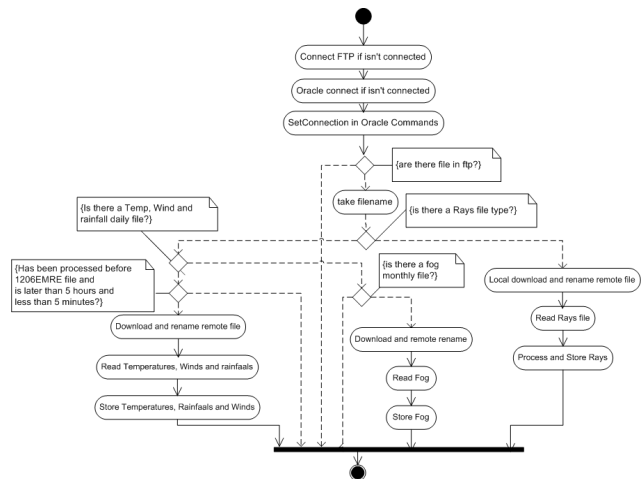 Connect FTP if isn't connected
Oracle connect if isn't connected
SetConnection in Oracle Commands
{are there file in ftp?}
take filename
{Is there a Temp, Wind and
rainfall daily file?}
{is there a Rays file type?}
{Has been processed before
1206EMRE file and
is later than 5 hours and
less than 5 minutes?}
{is there a fog
monthly file?}
Local download and rename remote file
Download and rename remote file
Download and remote rename
Read Rays file
Read Temperatures, Winds and rainfaals
Read Fog
Process and Store Rays
Store Temperatures, Rainfaals and Winds
Store Fog